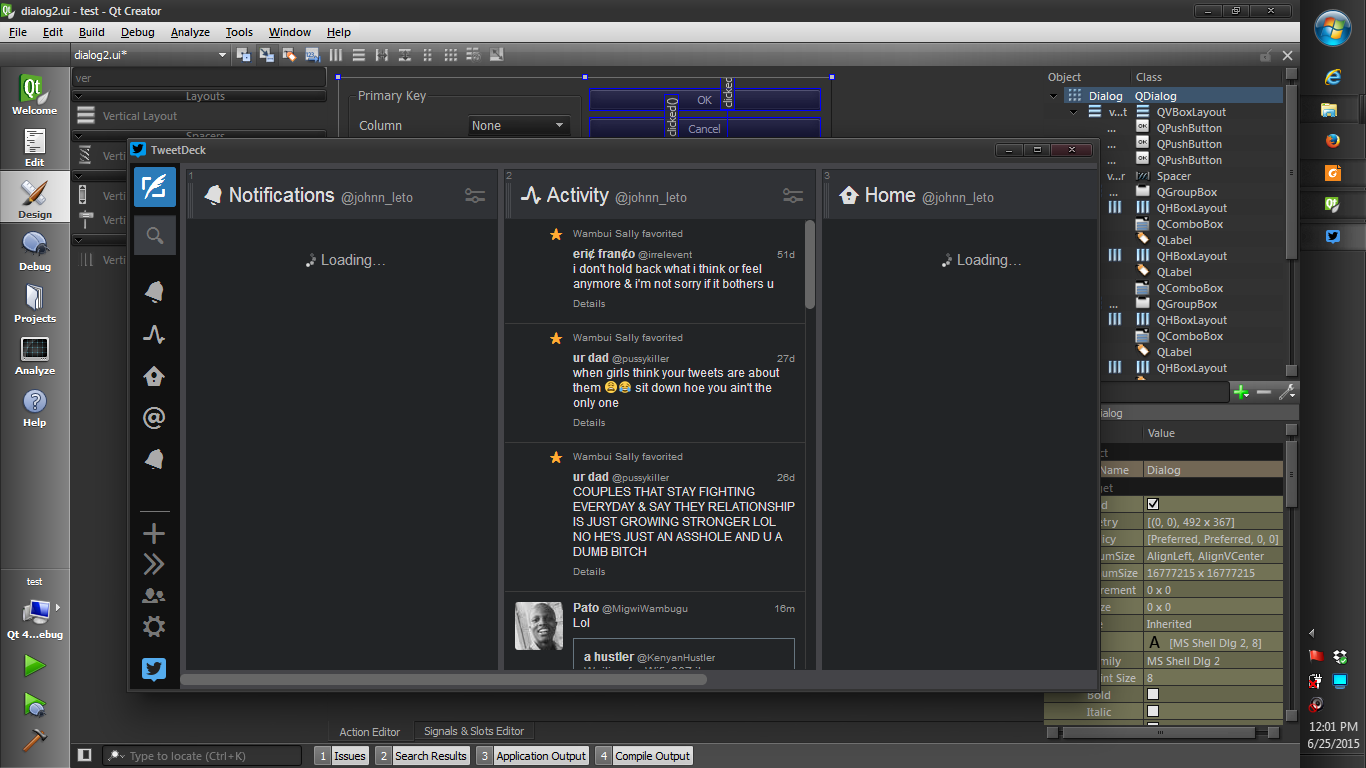 dialog2.ui - test - Qt Creator
File Edit Build Debug Analyze Tools Window Help
dialog2.ui*
Welcome
Edit
Design
Debug
Projects
Analyze
Help
test
Qt 4...ebug
ver
Layouts
Vertical Layout
Spacers
Verti
Verti
Verti
Verti
Primary Key
Column
None
OK
Cancel
clicked()
clicked
TweetDeck
1
Notifications @johnn_leto
Loading...
2
Activity @johnn_leto
Wambui Sally favorited
eri¢ fran¢o @irrelevent 51d
i don't hold back what i think or feel
anymore & i'm not sorry if it bothers u
Details
Wambui Sally favorited
ur dad @pussykiller 27d
when girls think your tweets are about
them 😩😂 sit down hoe you ain't the
only one
Details
Wambui Sally favorited
ur dad @pussykiller 26d
COUPLES THAT STAY FIGHTING
EVERYDAY & SAY THEY RELATIONSHIP
IS JUST GROWING STRONGER LOL
NO HE'S JUST AN ASSHOLE AND U A
DUMB BITCH
Details
Pato @MigwiWambugu 16m
Lol
a hustler @KenyanHustler
3
Home @johnn_leto
Loading...
Object Class
Dialog QDialog
v...t QVBoxLayout
... QPushButton
... QPushButton
... QPushButton
v...r Spacer
... QGroupBox
QHBoxLayout
QComboBox
QLabel
QHBoxLayout
QLabel
QComboBox
... QGroupBox
QHBoxLayout
QComboBox
QLabel
QHBoxLayout
ialog
Value
ct
Name Dialog
et
d
etry [(0, 0), 492 x 367]
icy [Preferred, Preferred, 0, 0]
umSize AlignLeft, AlignVCenter
umSize 16777215 x 16777215
rement 0 x 0
ze 0 x 0
e Inherited
A [MS Shell Dlg 2, 8]
mily MS Shell Dlg 2
nt Size 8
Bold
Italic
Action Editor Signals & Slots Editor
Type to locate (Ctrl+K)
1 Issues 2 Search Results 3 Application Output 4 Compile Output
12:01 PM
6/25/2015